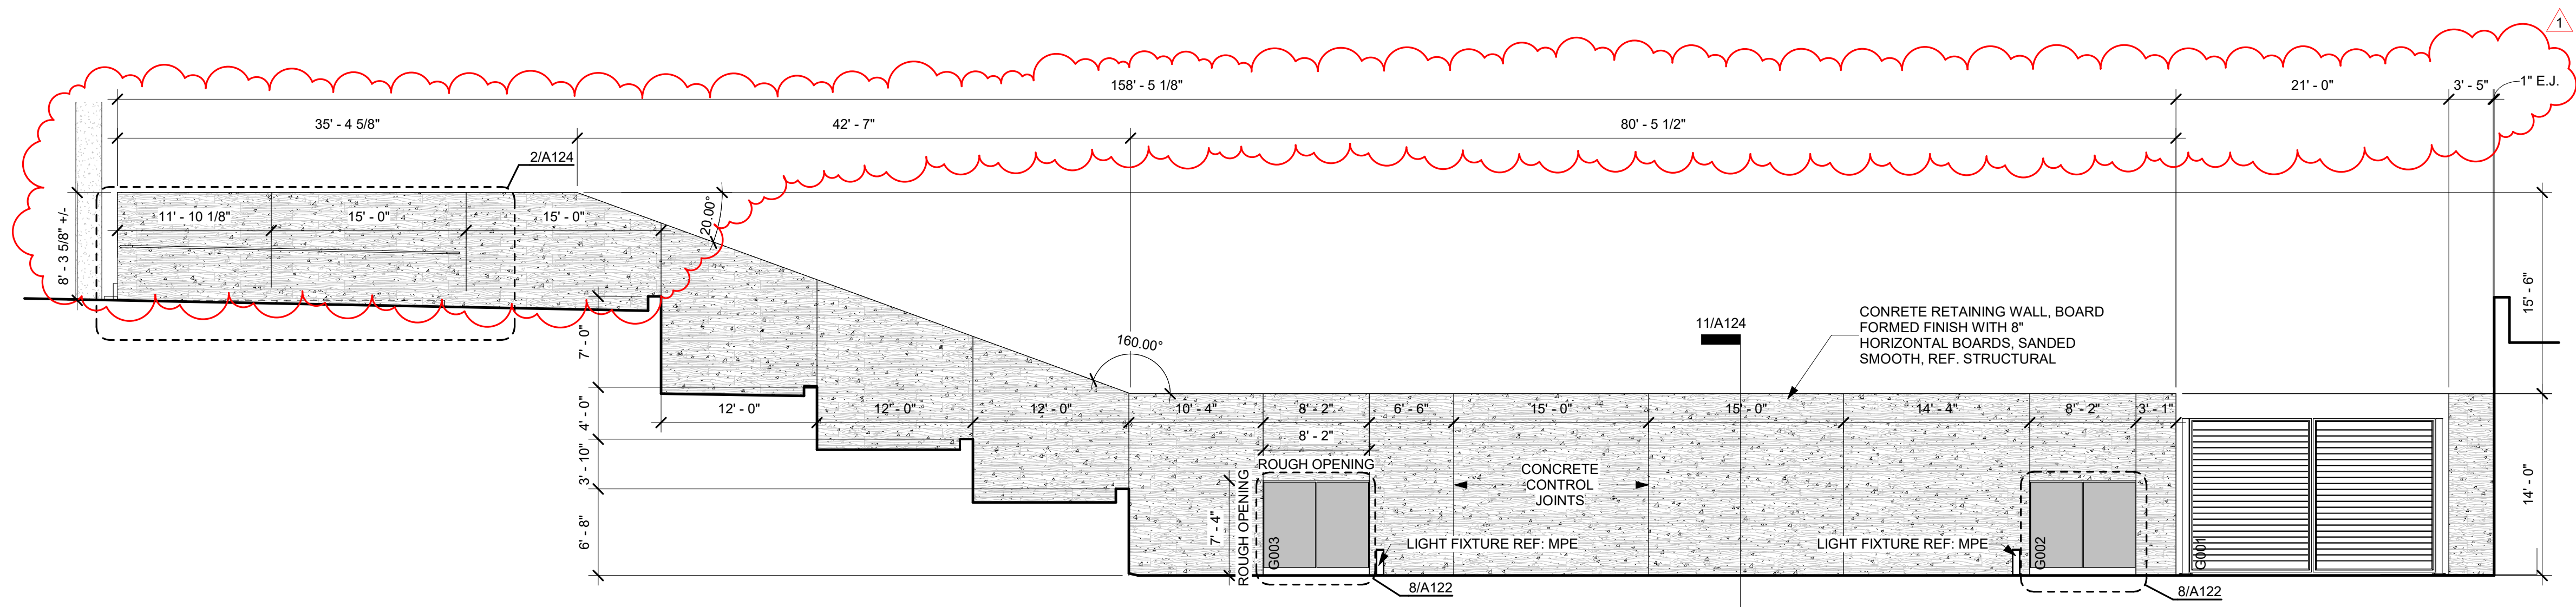 1
158' - 5 1/8"
21' - 0"
3' - 5"
1" E.J.
35' - 4 5/8"
42' - 7"
80' - 5 1/2"
2/A124
8' - 3 5/8" +/-
11' - 10 1/8"
15' - 0"
15' - 0"
20.00°
160.00°
11/A124
CONRETE RETAINING WALL, BOARD
FORMED FINISH WITH 8"
HORIZONTAL BOARDS, SANDED
SMOOTH, REF. STRUCTURAL
15' - 6"
7' - 0"
4' - 0"
3' - 10"
6' - 8"
12' - 0"
12' - 0"
12' - 0"
10' - 4"
8' - 2"
6' - 6"
15' - 0"
15' - 0"
14' - 4"
8' - 2"
3' - 1"
8' - 2"
ROUGH OPENING
7' - 4"
ROUGH OPENING
CONCRETE
CONTROL
JOINTS
14' - 0"
G003
LIGHT FIXTURE REF: MPE
LIGHT FIXTURE REF: MPE
G002
G001
8/A122
8/A122